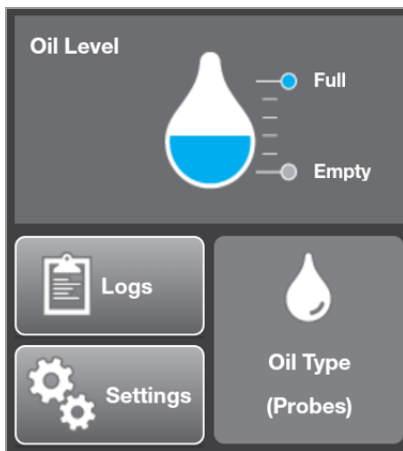 Oil Level
Full
Empty
Logs
Settings
Oil Type
(Probes)